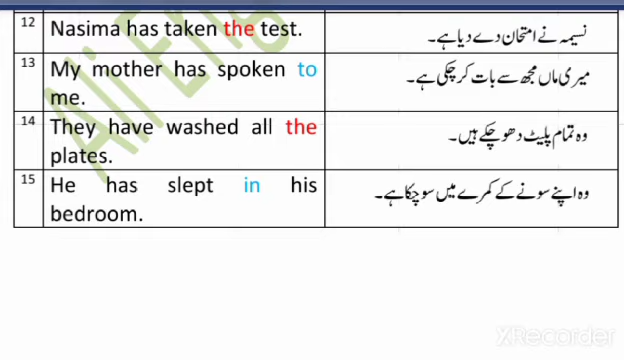 12 Nasima has taken the test. نسیمہ نے امتحان دے دیا ہے۔
13 My mother has spoken to میری ماں مجھ سے بات کر چکی ہے۔
me.
14 They have washed all the وہ تمام پلیٹ دھو چکے ہیں۔
plates.
15 He has slept in his وہ اپنے سونے کے کمرے میں سو چکا ہے۔
bedroom.
Ali Eng
XRecorder